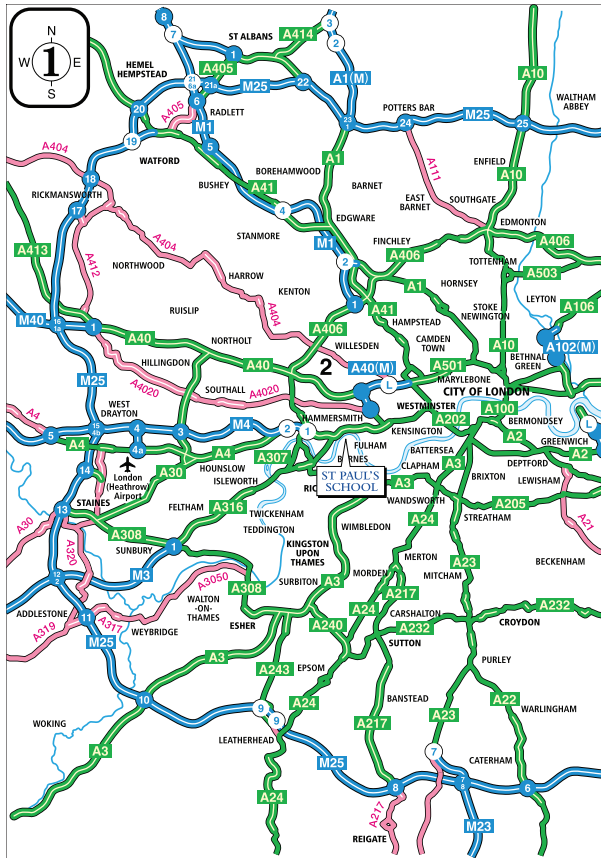 8
7
ST ALBANS
A414
3
2
N
W 1 E
S
HEMEL
HEMPSTEAD
1
A405
A1(M)
A10
WALTHAM
ABBEY
21
6a
21a
M25
22
20
A405
6
RADLETT
M1
23
1
POTTERS BAR
24
M25
25
19
WATFORD
5
A404
BOREHAMWOOD
A1
A111
ENFIELD
A10
18
RICKMANSWORTH
BUSHEY
A41
BARNET
EAST
BARNET
SOUTHGATE
17
4
EDGWARE
EDMONTON
A413
A404
STANMORE
M1
FINCHLEY
A406
A406
A412
NORTHWOOD
2
TOTTENHAM
A503
HARROW
KENTON
A1
HORNSEY
LEYTON
RUISLIP
A404
1
A41
STOKE
NEWINGTON
A106
M40
16
1a
1
A40
A406
HAMPSTEAD
CAMDEN
TOWN
A10
A102(M)
NORTHOLT
WILLESDEN
HILLINGDON
A40
2
A40(M)
A501
BETHNAL
GREEN
M25
A4020
SOUTHALL
A4020
L
MARYLEBONE
CITY OF LONDON
WEST
DRAYTON
HAMMERSMITH
WESTMINSTER
A100
A4
5
15
4b
4
4a
3
M4
2
1
KENSINGTON
A202
BERMONDSEY
L
A4
A4
A307
FULHAM
BATTERSEA
A2
GREENWICH
A2
14
London
(Heathrow)
Airport
A30
HOUNSLOW
ISLEWORTH
BARNES
CLAPHAM
A3
BRIXTON
DEPTFORD
LEWISHAM
STAINES
ST PAUL'S
SCHOOL
RIC
A3
WANDSWORTH
A205
13
FELTHAM
A316
TWICKENHAM
TEDDINGTON
WIMBLEDON
A24
STREATHAM
A21
A30
A308
SUNBURY
1
KINGSTON
UPON
THAMES
A320
MERTON
A23
BECKENHAM
12
2
M3
A3050
A308
SURBITON
A3
MORDEN
A217
MITCHAM
ADDLESTONE
11
A317
WALTON
-ON-
THAMES
ESHER
A24
CARSHALTON
A232
A319
WEYBRIDGE
A240
A232
CROYDON
M25
SUTTON
A3
A243
EPSOM
PURLEY
10
9
9
A24
BANSTEAD
A22
WARLINGHAM
WOKING
LEATHERHEAD
A217
A23
A3
7
CATERHAM
M25
8
7
8
6
A24
A217
REIGATE
M23